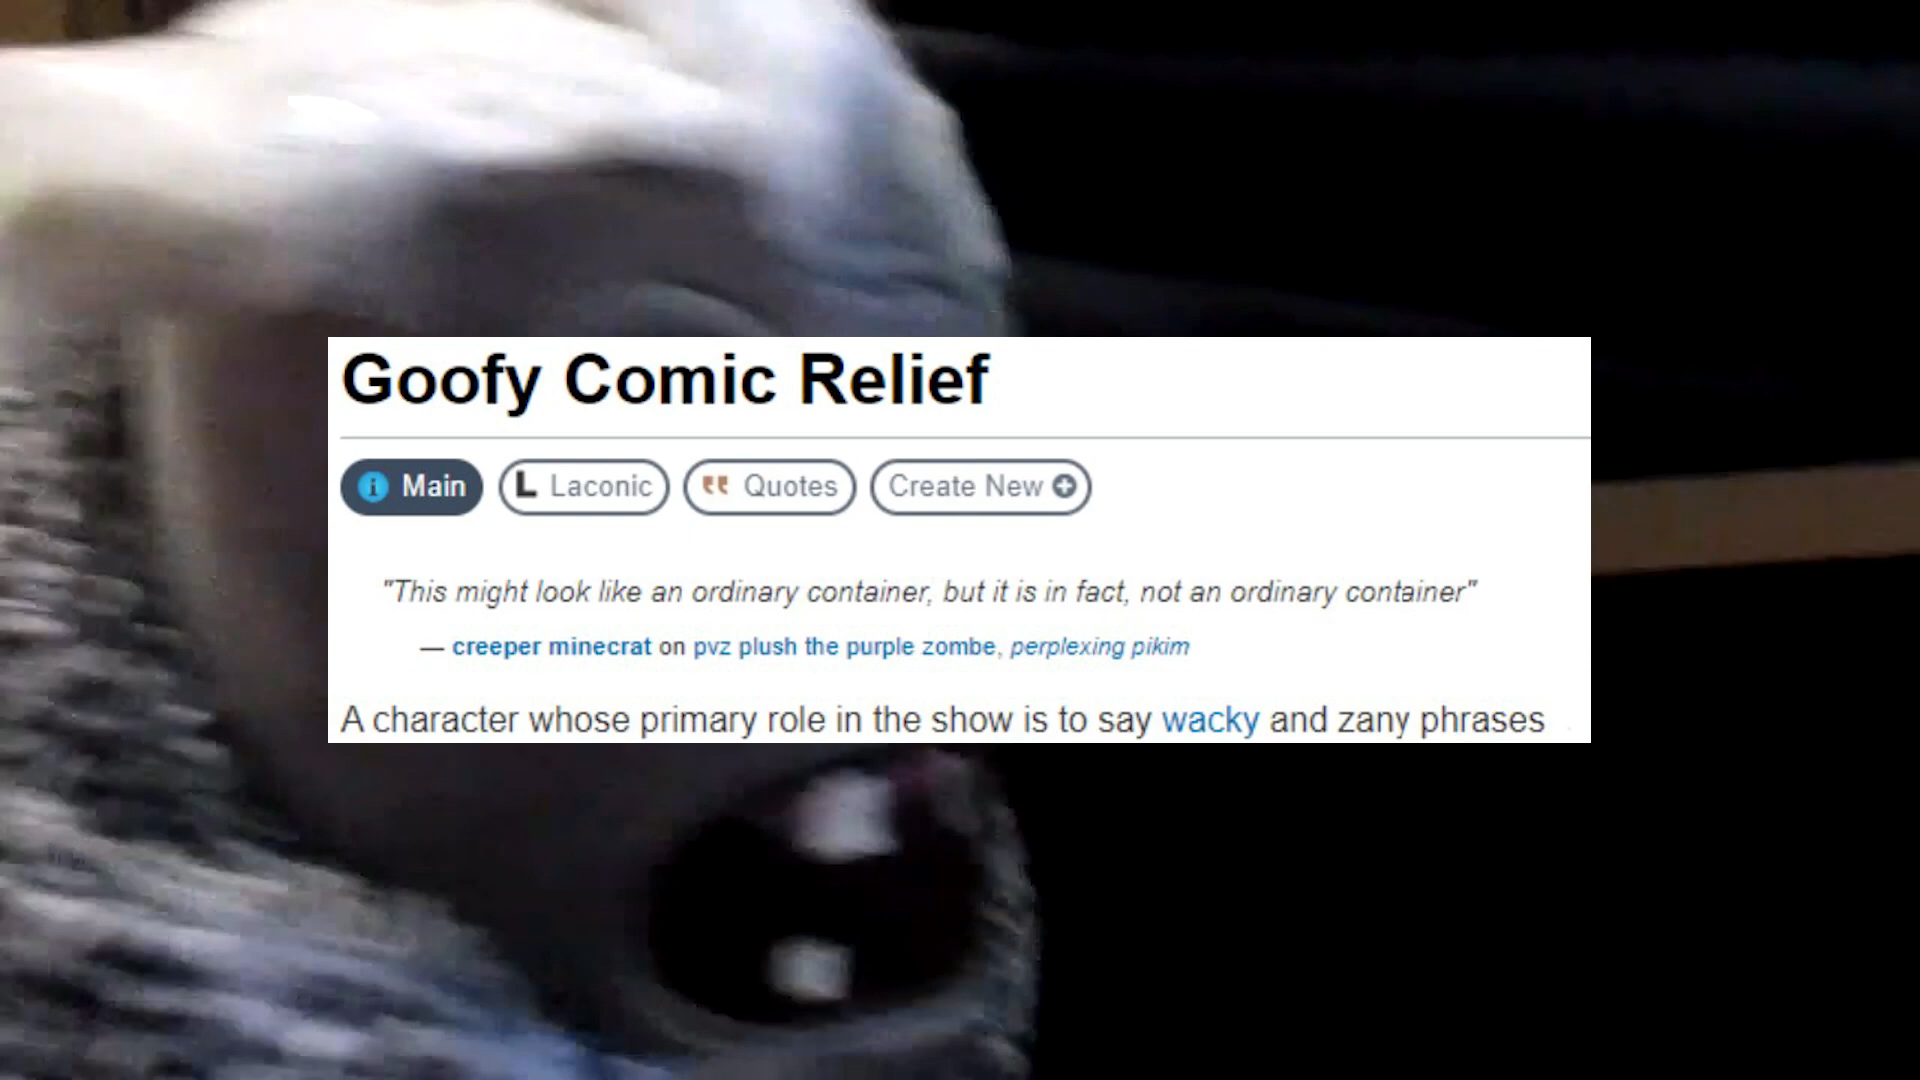 Goofy Comic Relief
Main Laconic Quotes Create New
"This might look like an ordinary container, but it is in fact, not an ordinary container"
— creeper minecrat on pvz plush the purple zombe, perplexing pikim
A character whose primary role in the show is to say wacky and zany phrases